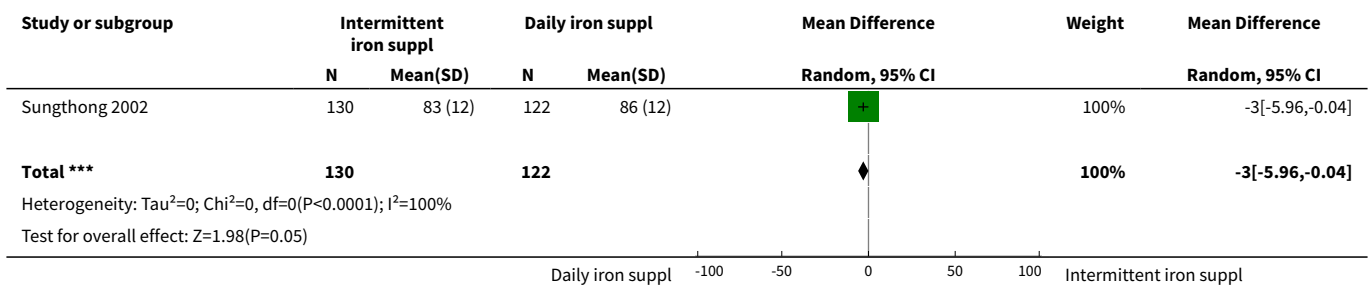 Study or subgroup Intermittent iron suppl Daily iron suppl Mean Difference Weight Mean Difference
N Mean(SD) N Mean(SD) Random, 95% CI Random, 95% CI
Sungthong 2002 130 83 (12) 122 86 (12) 100% -3[-5.96,-0.04]
Total *** 130 122 100% -3[-5.96,-0.04]
Heterogeneity: Tau²=0; Chi²=0, df=0(P<0.0001); I²=100%
Test for overall effect: Z=1.98(P=0.05)
Daily iron suppl -100 -50 0 50 100 Intermittent iron suppl